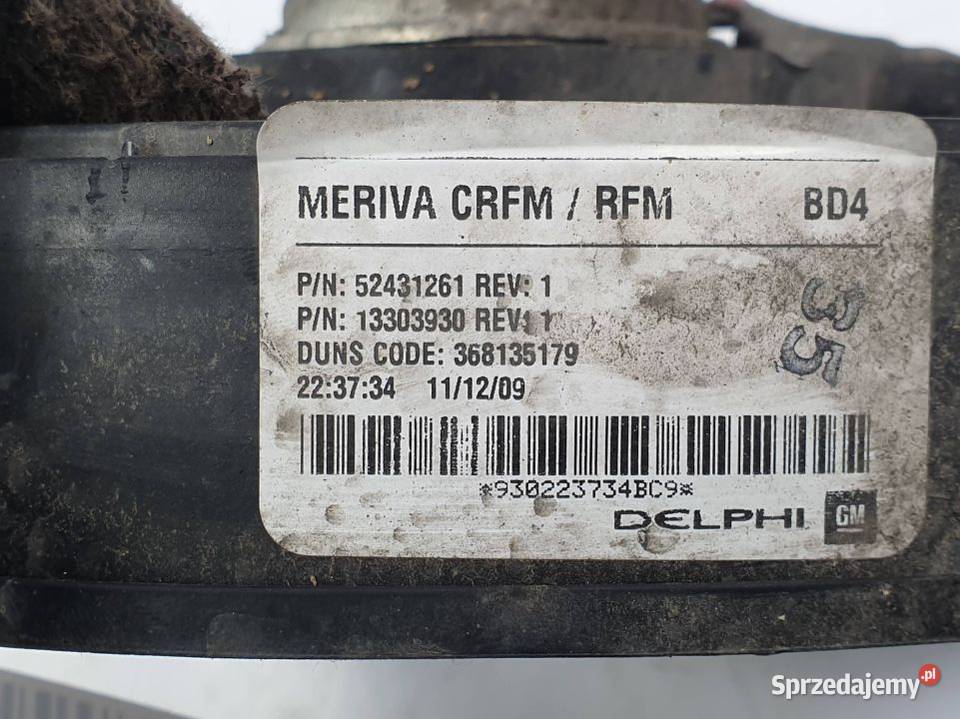 MERIVA CRFM / RFM BD4
P/N: 52431261 REV: 1
P/N: 13303930 REV: 1
35
DUNS CODE: 368135179
22:37:34 11/12/09
*930223734BC9*
DELPHI GM
Sprzedajemy.pl